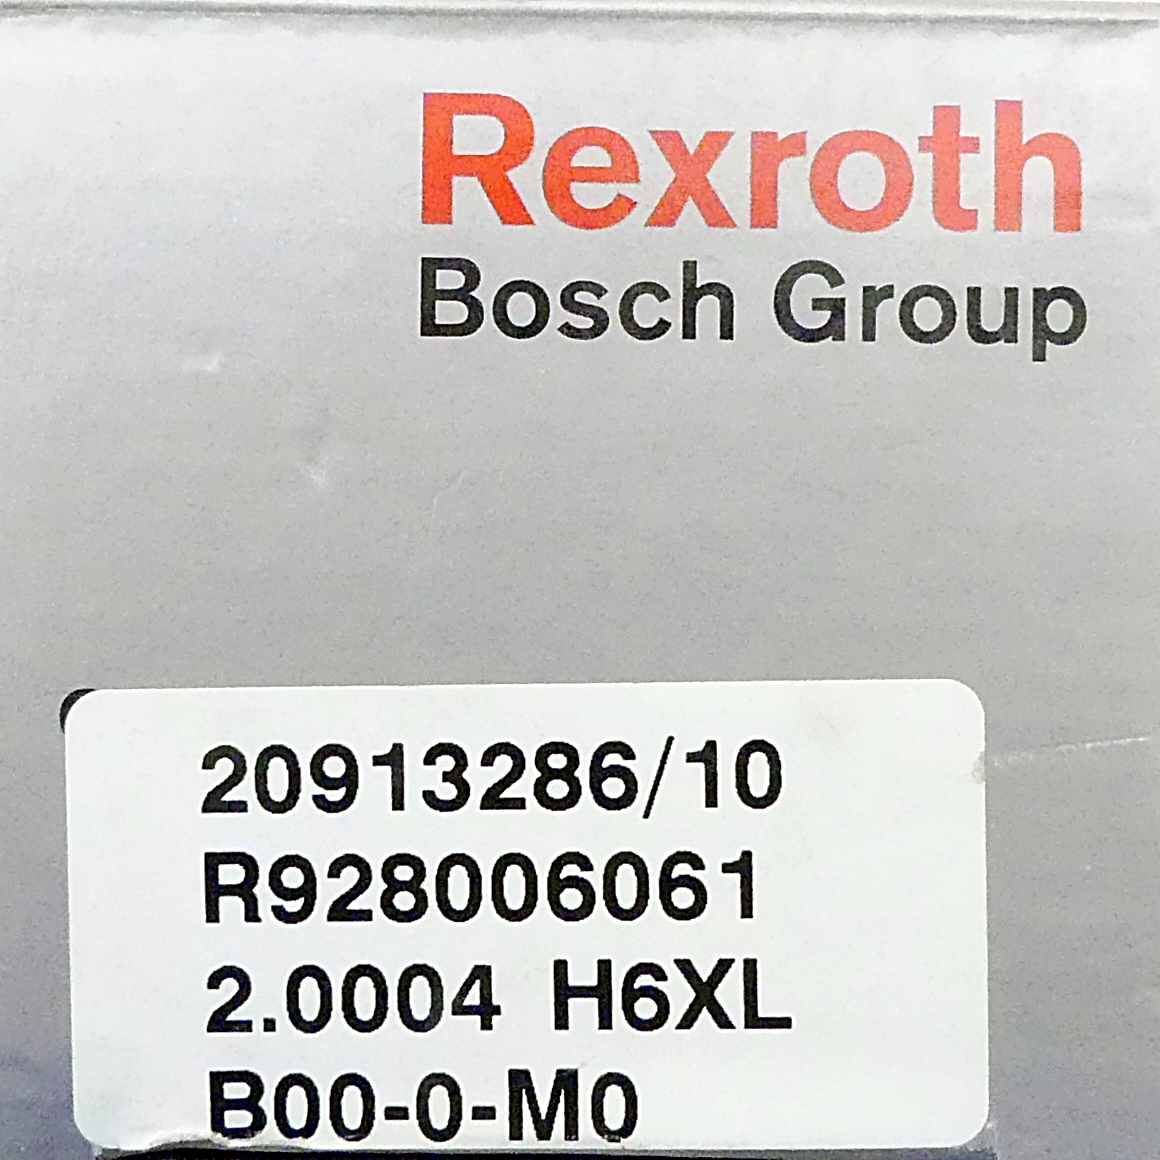 Rexroth
Bosch Group
20913286/10
R928006061
2.0004 H6XL
B00-0-M0